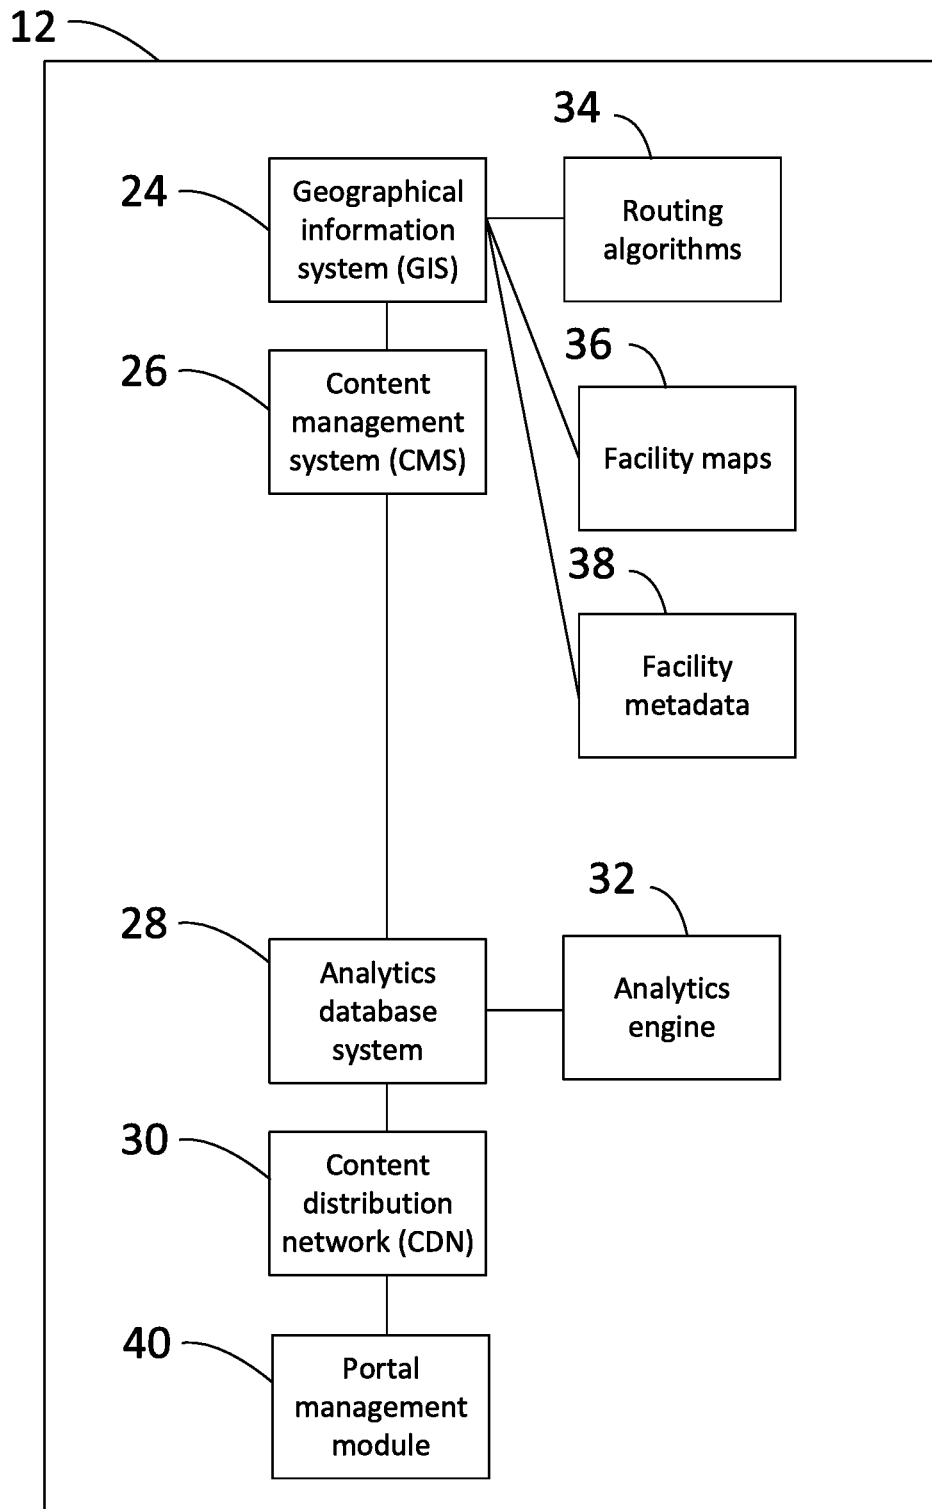 12
34
24
Geographical
information
system (GIS)
Routing
algorithms
36
26
Content
management
system (CMS)
Facility maps
38
Facility
metadata
32
28
Analytics
database
system
Analytics
engine
30
Content
distribution
network (CDN)
40
Portal
management
module